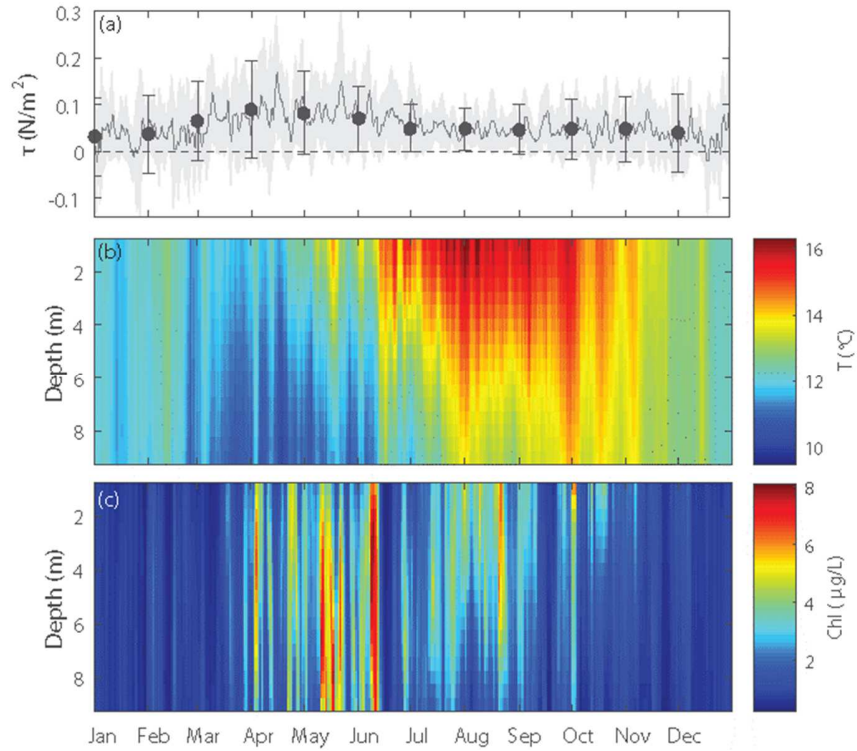 (a)
0.3
0.2
0.1
0
-0.1
τ (N/m²)
(b)
2
4
6
8
Depth (m)
16
14
12
10
T (°C)
(c)
2
4
6
8
Depth (m)
8
6
4
2
Chl ( µg/L)
Jan Feb Mar Apr May Jun Jul Aug Sep Oct Nov Dec